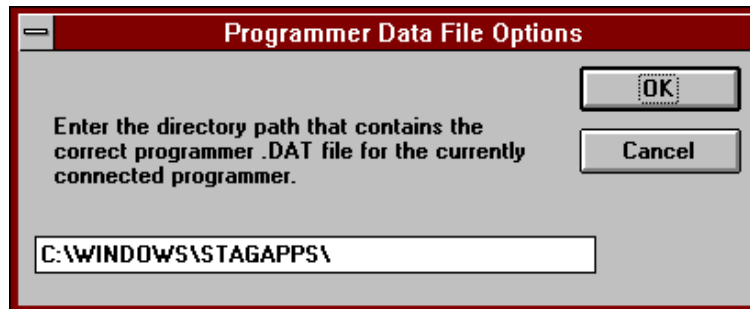 Programmer Data File Options
OK
Enter the directory path that contains the
correct programmer .DAT file for the currently
connected programmer.
Cancel
C:\WINDOWS\STAGAPPS\